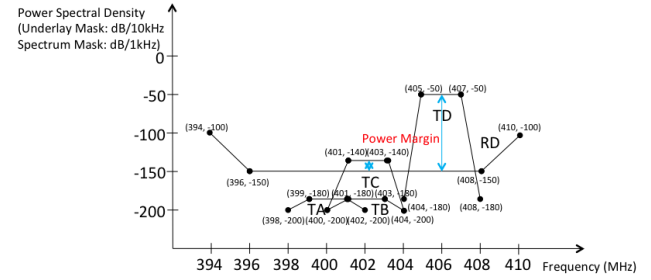 Power Spectral Density
(Underlay Mask: dB/10kHz
Spectrum Mask: dB/1kHz)
0
-50
-100
-150
-200
(405, -50) (407, -50)
TD
(394, -100)
Power Margin
(410, -100)
RD
(401, -140) (403, -140)
(396, -150)
(408, -150)
TC
(399, -180) (401, -180) (403, -180)
(404, -180) (408, -180)
TA
TB
(398, -200) (400, -200) (402, -200) (404, -200)
394 396 398 400 402 404 406 408 410 Frequency (MHz)